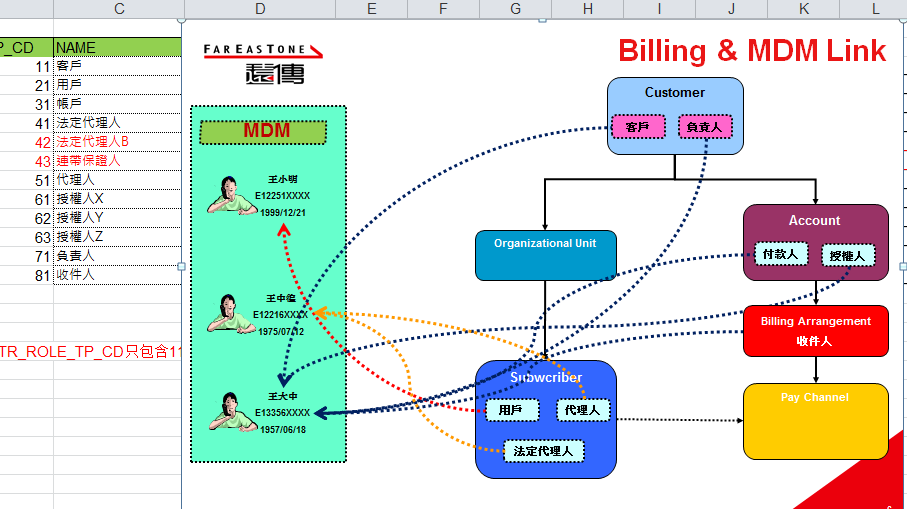 C D E F G H I J K L
P_CD NAME
11 客戶
21 用戶
31 帳戶
41 法定代理人
42 法定代理人B
43 連帶保證人
51 代理人
61 授權人X
62 授權人Y
63 授權人Z
71 負責人
81 收件人
TR_ROLE_TP_CD只包含11
FAREASTONE
遠傳
Billing & MDM Link
MDM
王小明
E12251XXXX
1999/12/21
E12216XXXX
1975/07/12
王大中
E13356XXXX
1957/06/18
Customer
客戶 負責人
Organizational Unit
Account
付款人 授權人
Billing Arrangement
收件人
Subwcriber
用戶 代理人
法定代理人
Pay Channel